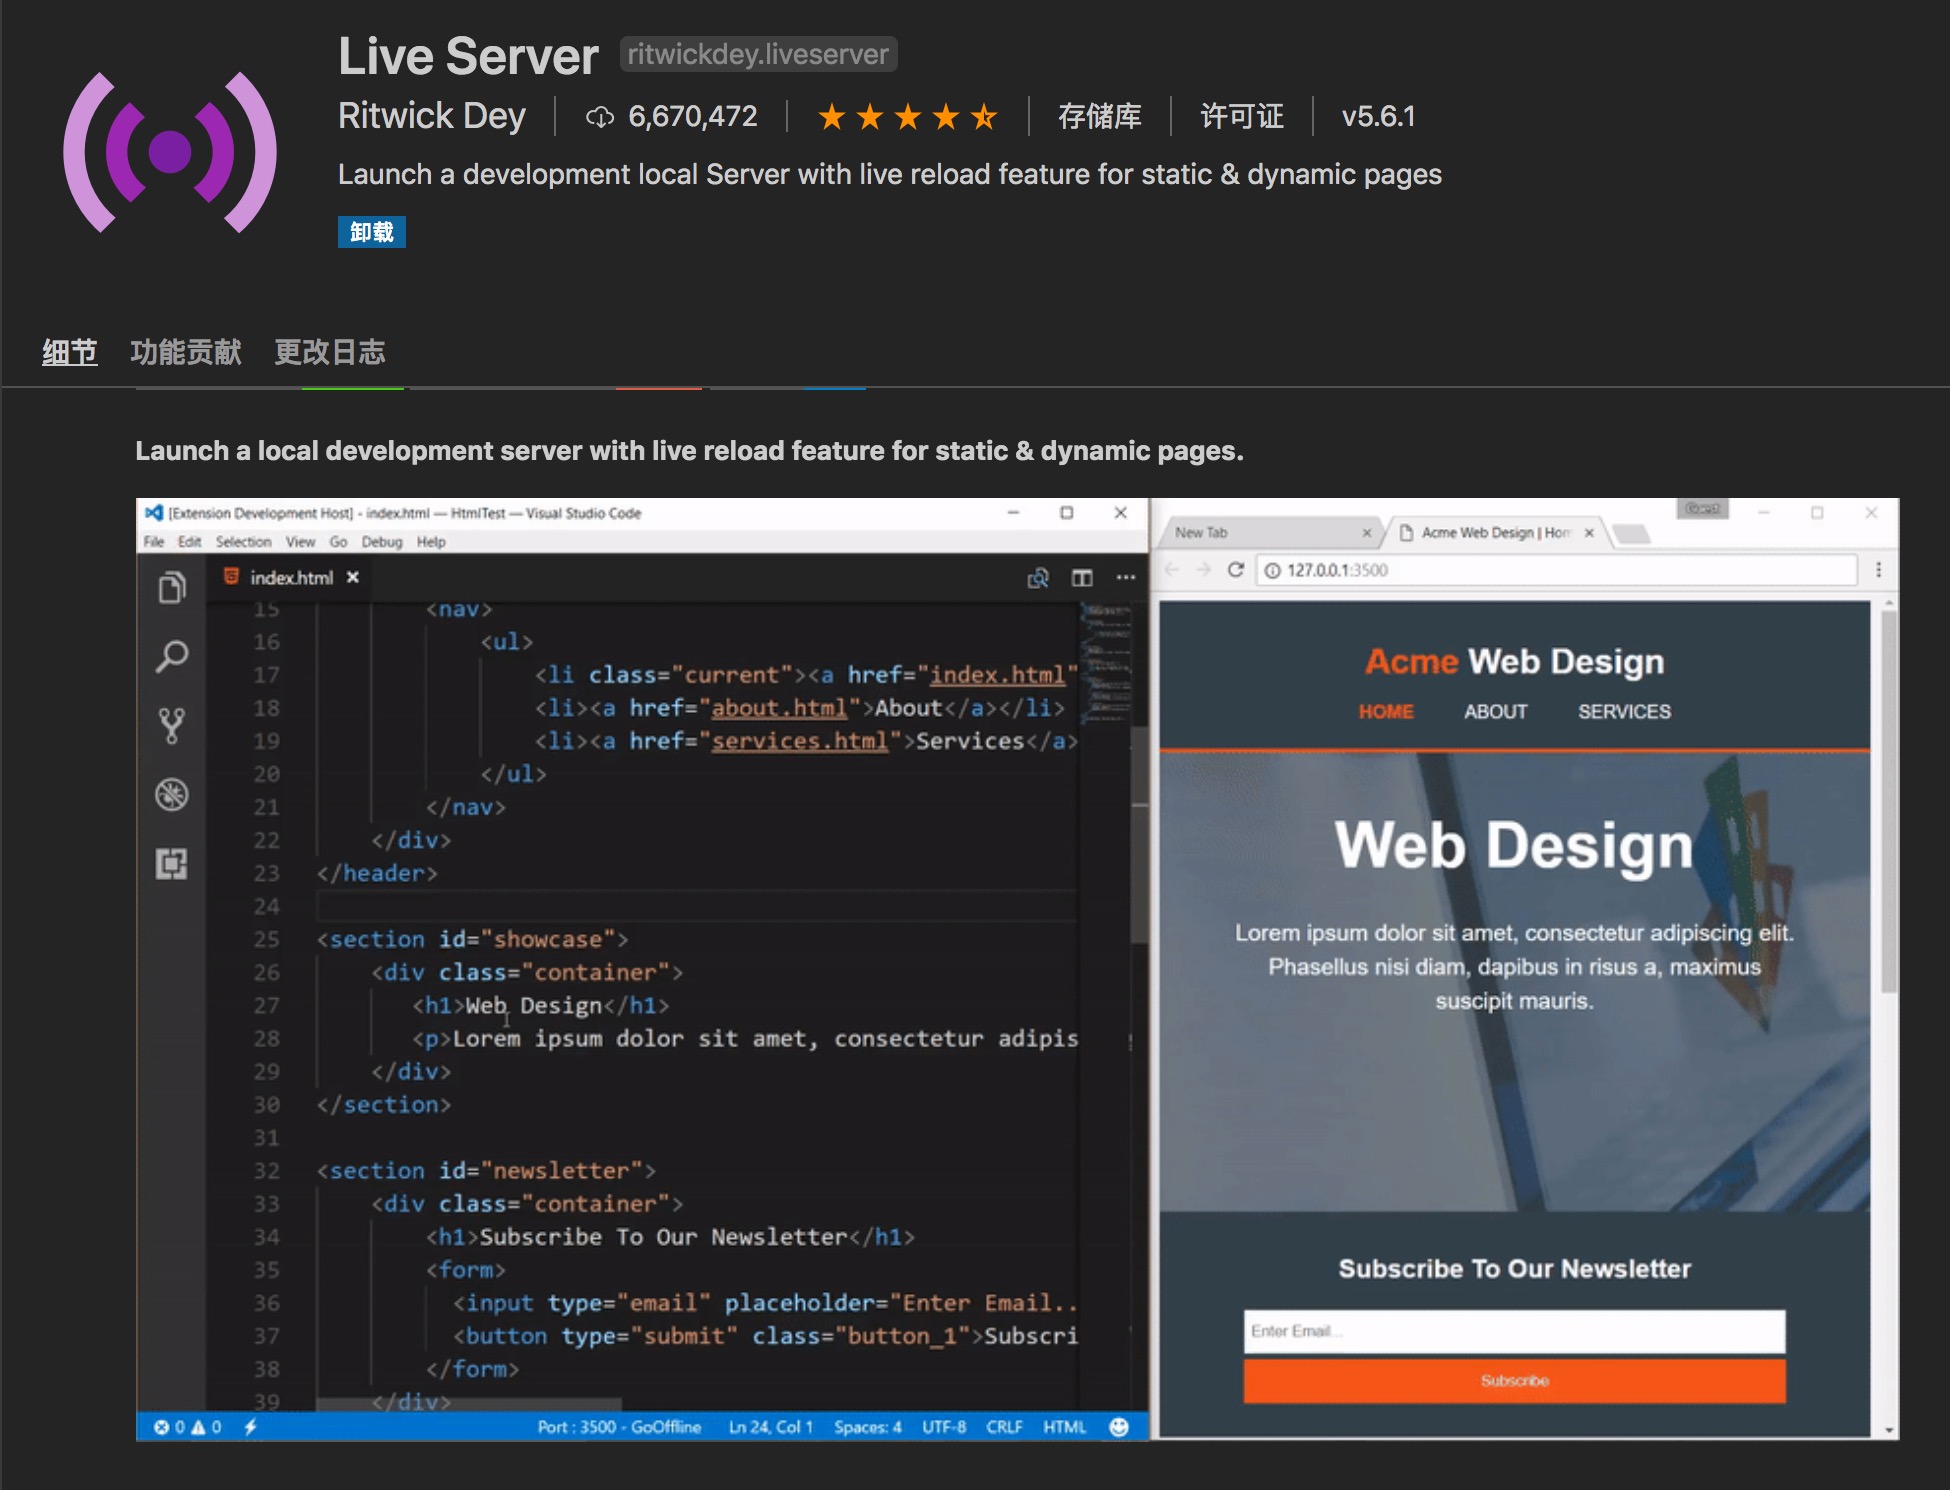 Live Server ritwickdey.liveserver
Ritwick Dey 6,670,472 存储库 许可证 v5.6.1
Launch a development local Server with live reload feature for static & dynamic pages
卸载
细节 功能贡献 更改日志
Launch a local development server with live reload feature for static & dynamic pages.
[Extension Development Host] - index.html — HtmlTest — Visual Studio Code
File Edit Selection View Go Debug Help
index.html
15 <nav>
16 <ul>
17 <li class="current"><a href="index.html"
18 <li><a href="about.html">About</a></li>
19 <li><a href="services.html">Services</a>
20 </ul>
21 </nav>
22 </div>
23 </header>
24
25 <section id="showcase">
26 <div class="container">
27 <h1>Web Design</h1>
28 <p>Lorem ipsum dolor sit amet, consectetur adipis
29 </div>
30 </section>
31
32 <section id="newsletter">
33 <div class="container">
34 <h1>Subscribe To Our Newsletter</h1>
35 <form>
36 <input type="email" placeholder="Enter Email..
37 <button type="submit" class="button_1">Subscri
38 </form>
39 </div>
0 0 Port : 3500 - GoOffline Ln 24, Col 1 Spaces: 4 UTF-8 CRLF HTML
New Tab Acme Web Design | Hom
127.0.0.1:3500
Acme Web Design
HOME ABOUT SERVICES
Web Design
Lorem ipsum dolor sit amet, consectetur adipiscing elit.
Phasellus nisi diam, dapibus in risus a, maximus
suscipit mauris.
Subscribe To Our Newsletter
Enter Email...
Subscribe